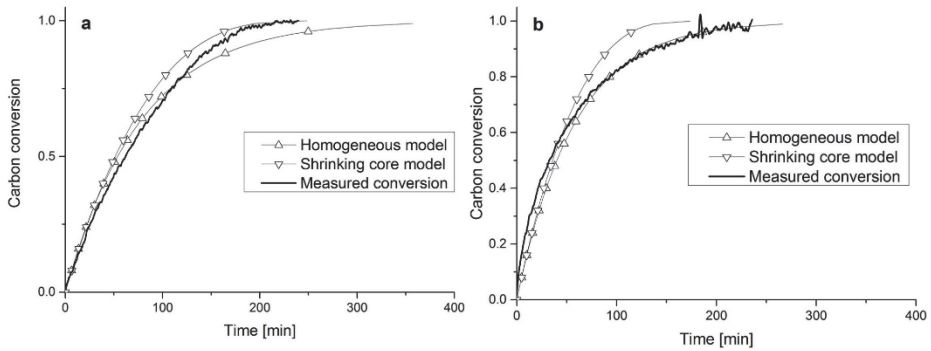 a
1.0
0.5
0.0
Carbon conversion
0
100
200
300
400
Time [min]
Homogeneous model
Shrinking core model
Measured conversion
b
1.0
0.8
0.6
0.4
0.2
0.0
Carbon conversion
0
100
200
300
400
Time [min]
Homogeneous model
Shrinking core model
Measured conversion